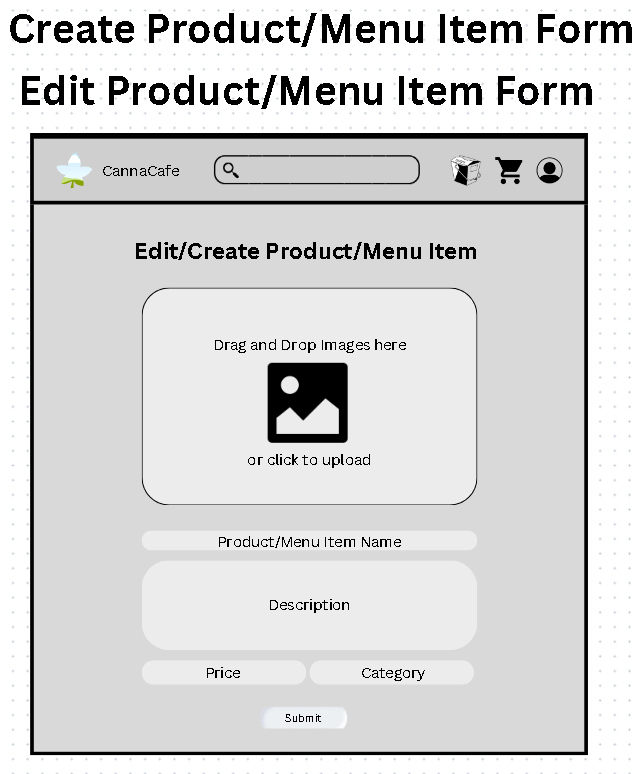 Create Product/Menu Item Form
Edit Product/Menu Item Form
CannaCafe
Edit/Create Product/Menu Item
Drag and Drop Images here
or click to upload
Product/Menu Item Name
Description
Price Category
Submit